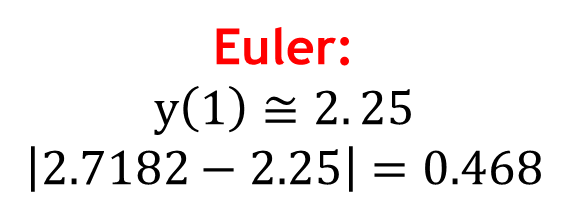 Euler:
y(1) ≅ 2.25
|2.7182 − 2.25| = 0.468